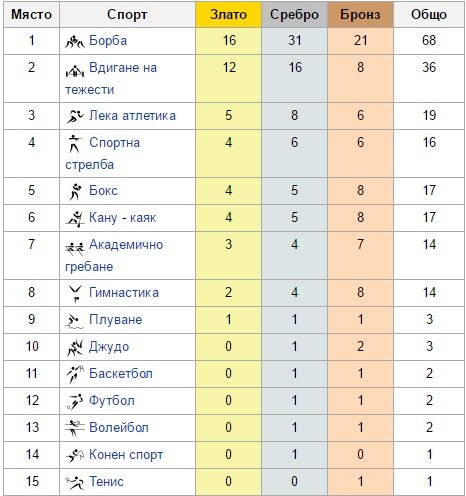 Място Спорт Злато Сребро Бронз Общо
1 Борба 16 31 21 68
2 Вдигане на 12 16 8 36
тежести
3 Лека атлетика 5 8 6 19
4 Спортна 4 6 6 16
стрелба
5 Бокс 4 5 8 17
6 Кану - каяк 4 5 8 17
7 Академично 3 4 7 14
гребане
8 Гимнастика 2 4 8 14
9 Плуване 1 1 1 3
10 Джудо 0 1 2 3
11 Баскетбол 0 1 1 2
12 Футбол 0 1 1 2
13 Волейбол 0 1 1 2
14 Конен спорт 0 1 0 1
15 Тенис 0 0 1 1